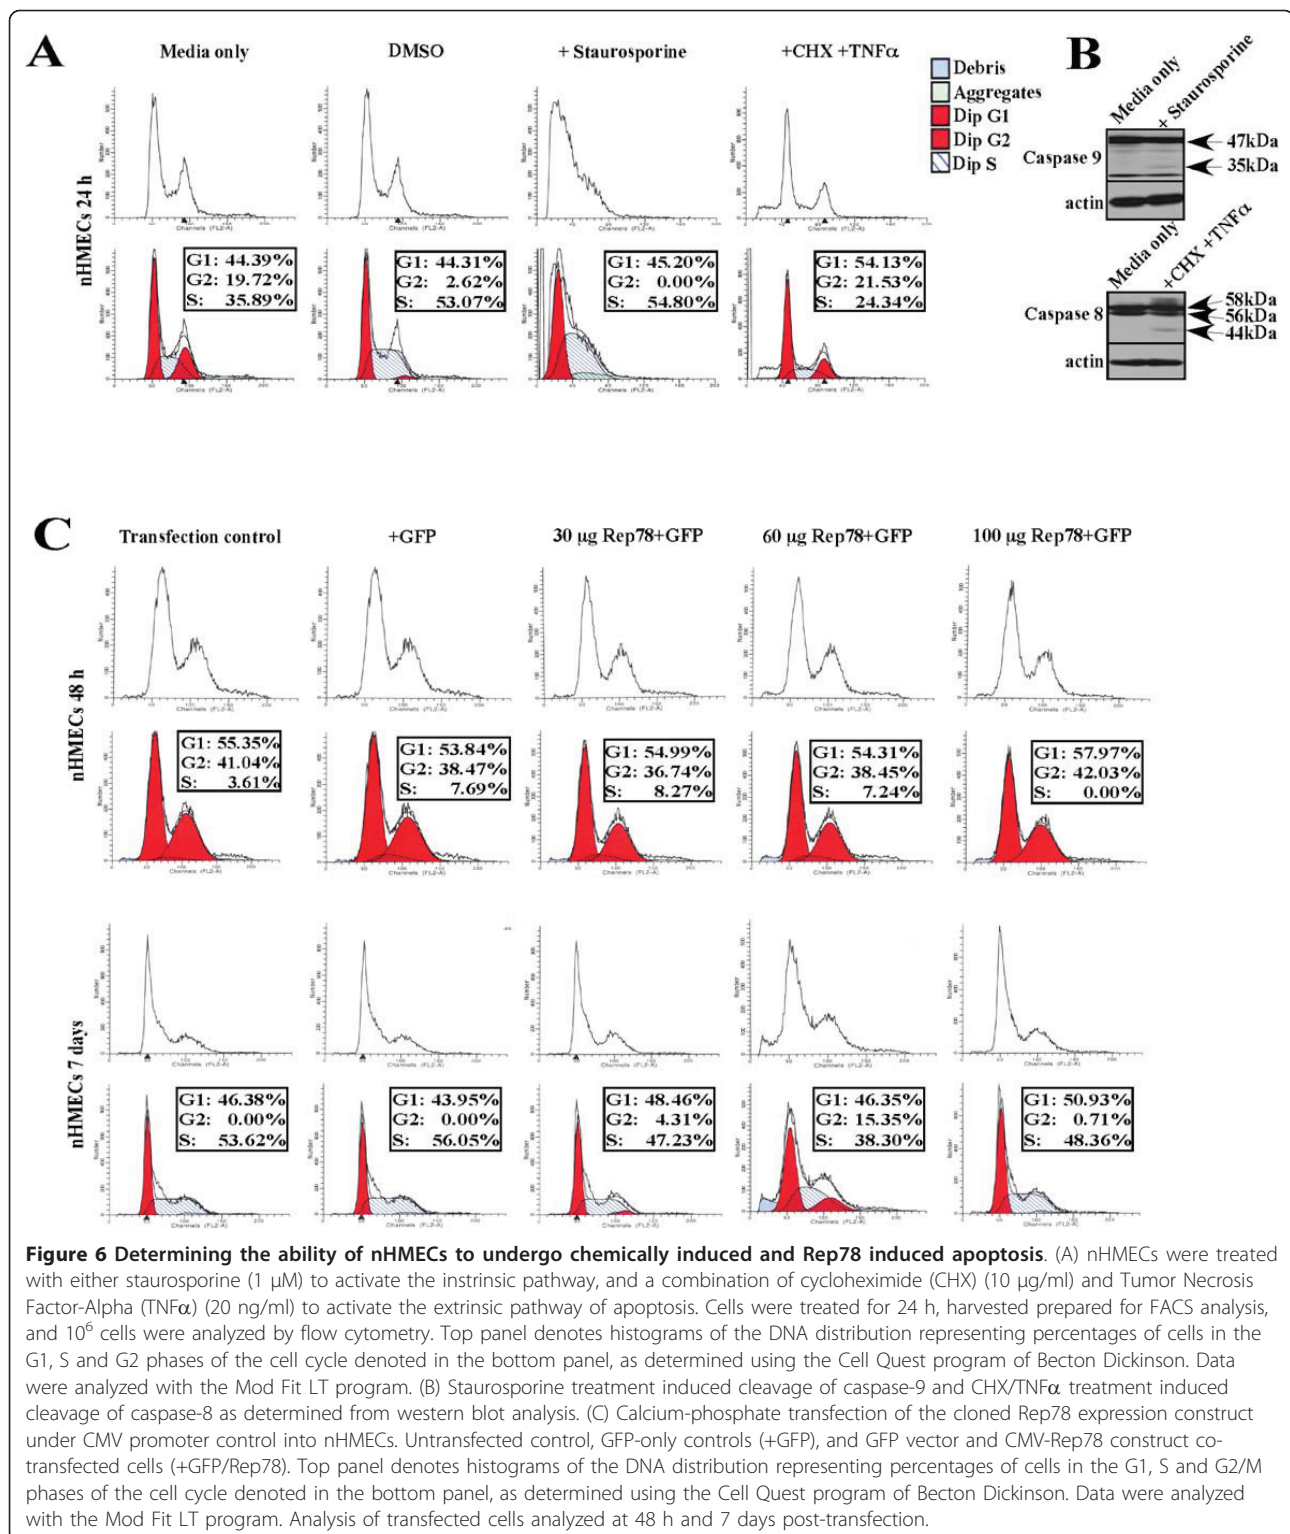 A
Media only
DMSO
+ Staurosporine
+CHX +TNFα
Debris
Aggregates
Dip G1
Dip G2
Dip S
nHMECs 24 h
Number
Channels (FL2-A)
G1: 44.39%
G2: 19.72%
S: 35.89%
G1: 44.31%
G2: 2.62%
S: 53.07%
G1: 45.20%
G2: 0.00%
S: 54.80%
G1: 54.13%
G2: 21.53%
S: 24.34%
B
Media only
+ Staurosporine
Caspase 9
47kDa
35kDa
actin
Media only
+CHX +TNFα
Caspase 8
58kDa
56kDa
44kDa
actin
C
Transfection control
+GFP
30 µg Rep78+GFP
60 µg Rep78+GFP
100 µg Rep78+GFP
nHMECs 48 h
G1: 55.35%
G2: 41.04%
S: 3.61%
G1: 53.84%
G2: 38.47%
S: 7.69%
G1: 54.99%
G2: 36.74%
S: 8.27%
G1: 54.31%
G2: 38.45%
S: 7.24%
G1: 57.97%
G2: 42.03%
S: 0.00%
nHMECs 7 days
G1: 46.38%
G2: 0.00%
S: 53.62%
G1: 43.95%
G2: 0.00%
S: 56.05%
G1: 48.46%
G2: 4.31%
S: 47.23%
G1: 46.35%
G2: 15.35%
S: 38.30%
G1: 50.93%
G2: 0.71%
S: 48.36%
Figure 6 Determining the ability of nHMECs to undergo chemically induced and Rep78 induced apoptosis. (A) nHMECs were treated
with either staurosporine (1 µM) to activate the instrinsic pathway, and a combination of cycloheximide (CHX) (10 µg/ml) and Tumor Necrosis
Factor-Alpha (TNFα) (20 ng/ml) to activate the extrinsic pathway of apoptosis. Cells were treated for 24 h, harvested prepared for FACS analysis,
and 10⁶ cells were analyzed by flow cytometry. Top panel denotes histograms of the DNA distribution representing percentages of cells in the
G1, S and G2 phases of the cell cycle denoted in the bottom panel, as determined using the Cell Quest program of Becton Dickinson. Data
were analyzed with the Mod Fit LT program. (B) Staurosporine treatment induced cleavage of caspase-9 and CHX/TNFα treatment induced
cleavage of caspase-8 as determined from western blot analysis. (C) Calcium-phosphate transfection of the cloned Rep78 expression construct
under CMV promoter control into nHMECs. Untransfected control, GFP-only controls (+GFP), and GFP vector and CMV-Rep78 construct co-
transfected cells (+GFP/Rep78). Top panel denotes histograms of the DNA distribution representing percentages of cells in the G1, S and G2/M
phases of the cell cycle denoted in the bottom panel, as determined using the Cell Quest program of Becton Dickinson. Data were analyzed
with the Mod Fit LT program. Analysis of transfected cells analyzed at 48 h and 7 days post-transfection.